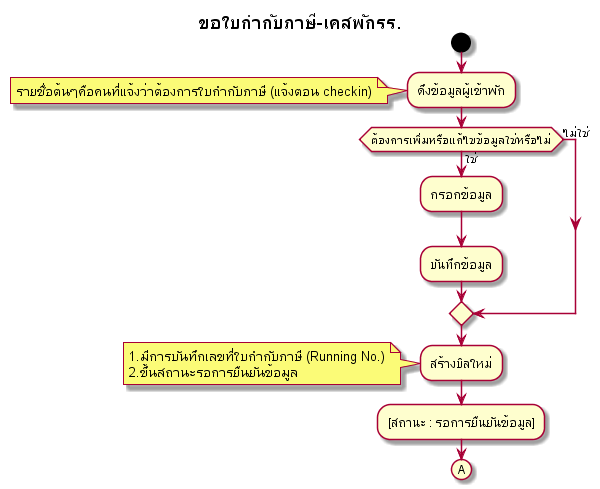 ขอใบกำกับภาษี-เคสพักรร.
รายชื่อต้นๆคือคนที่แจ้งว่าต้องการใบกำกับภาษี (แจ้งตอน checkin)
ดึงข้อมูลผู้เข้าพัก
ต้องการเพิ่มหรือแก้ไขข้อมูลใช่หรือไม่
ไม่ใช่
ใช่
กรอกข้อมูล
บันทึกข้อมูล
1.มีการบันทึกเลขที่ใบกำกับภาษี (Running No.)
2.ขึ้นสถานะรอการยืนยันข้อมูล
สร้างบิลใหม่
[สถานะ : รอการยืนยันข้อมูล]
A